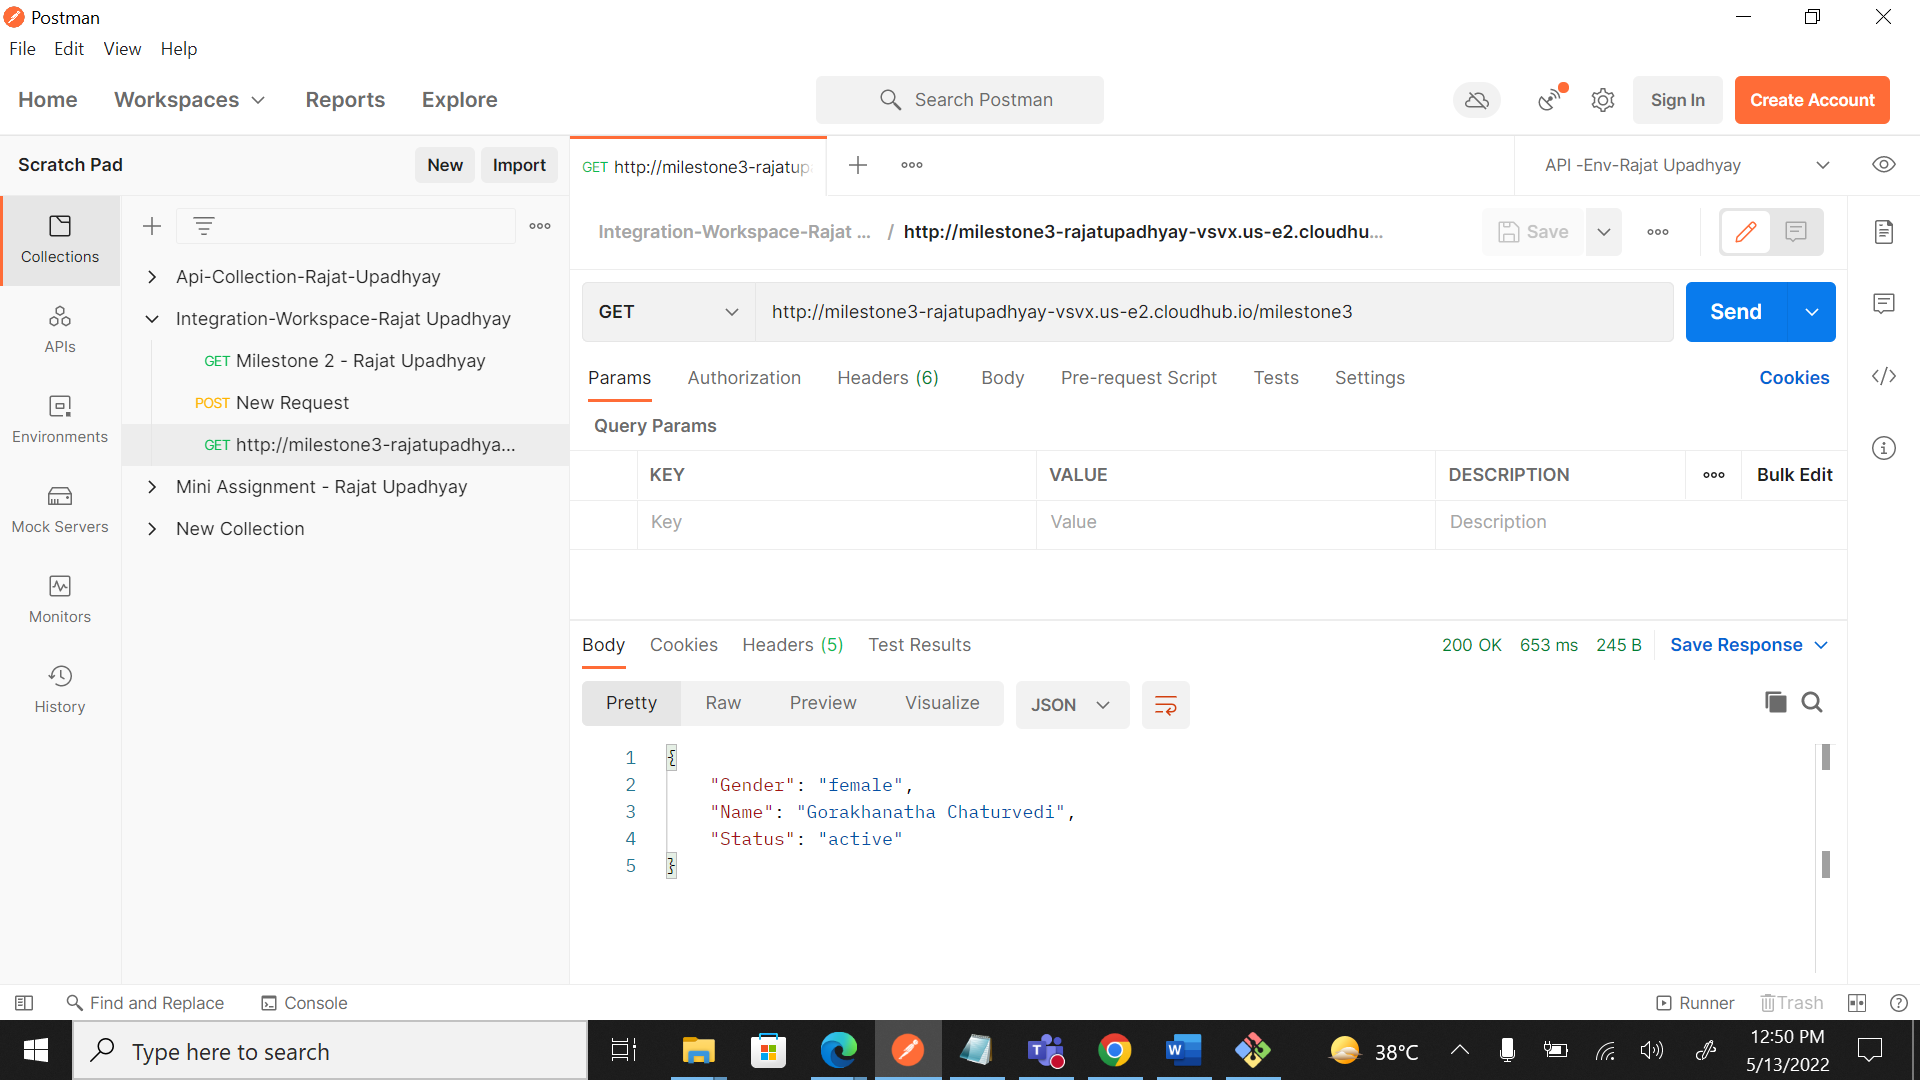 Postman
File Edit View Help
Home Workspaces Reports Explore
Search Postman
Sign In
Create Account
Scratch Pad
New
Import
GET http://milestone3-rajatup
API -Env-Rajat Upadhyay
Collections
APIs
Environments
Mock Servers
Monitors
History
Api-Collection-Rajat-Upadhyay
Integration-Workspace-Rajat Upadhyay
GET Milestone 2 - Rajat Upadhyay
POST New Request
GET http://milestone3-rajatupadhya...
Mini Assignment - Rajat Upadhyay
New Collection
Integration-Workspace-Rajat ... / http://milestone3-rajatupadhyay-vsvx.us-e2.cloudhu...
Save
GET http://milestone3-rajatupadhyay-vsvx.us-e2.cloudhub.io/milestone3
Send
Params Authorization Headers (6) Body Pre-request Script Tests Settings
Cookies
Query Params
KEY VALUE DESCRIPTION Bulk Edit
Key Value Description
Body Cookies Headers (5) Test Results
200 OK 653 ms 245 B Save Response
Pretty Raw Preview Visualize JSON
1 {
2 "Gender": "female",
3 "Name": "Gorakhanatha Chaturvedi",
4 "Status": "active"
5 }
Find and Replace Console
Runner Trash
Type here to search
38°C
12:50 PM
5/13/2022